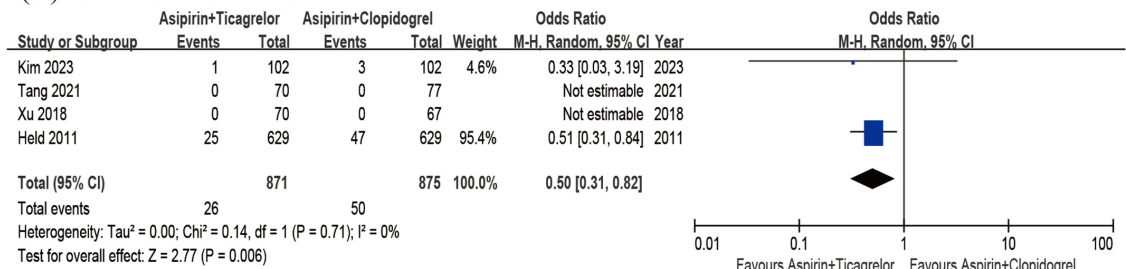 Asipirin+Ticagrelor Asipirin+Clopidogrel Odds Ratio Odds Ratio
Study or Subgroup Events Total Events Total Weight M-H, Random, 95% CI Year M-H, Random, 95% CI
Kim 2023 1 102 3 102 4.6% 0.33 [0.03, 3.19] 2023
Tang 2021 0 70 0 77 Not estimable 2021
Xu 2018 0 70 0 67 Not estimable 2018
Held 2011 25 629 47 629 95.4% 0.51 [0.31, 0.84] 2011
Total (95% CI) 871 875 100.0% 0.50 [0.31, 0.82]
Total events 26 50
Heterogeneity: Tau² = 0.00; Chi² = 0.14, df = 1 (P = 0.71); I² = 0%
Test for overall effect: Z = 2.77 (P = 0.006)
0.01 0.1 1 10 100
Favours Aspirin+Ticagrelor Favours Aspirin+Clopidogrel